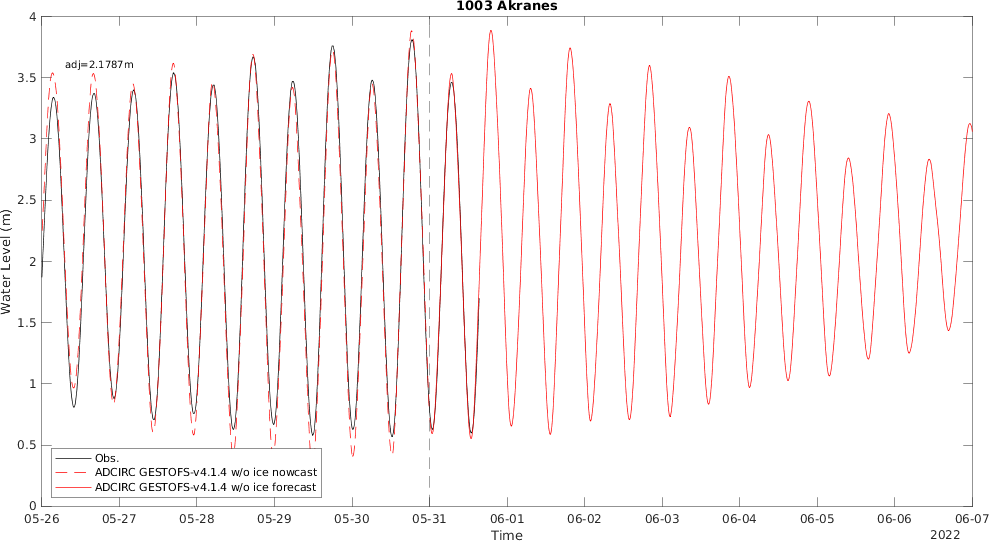 1003 Akranes
adj=2.1787m
Water Level (m)
4
3.5
3
2.5
2
1.5
1
0.5
0
Obs.
ADCIRC GESTOFS-v4.1.4 w/o ice nowcast
ADCIRC GESTOFS-v4.1.4 w/o ice forecast
05-26 05-27 05-28 05-29 05-30 05-31 06-01 06-02 06-03 06-04 06-05 06-06 06-07
Time
2022